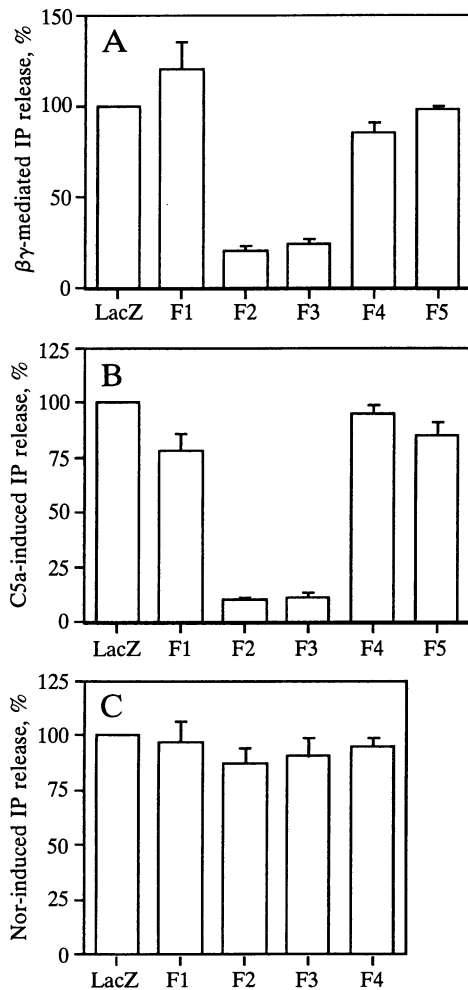 A
βγ-mediated IP release, %
150
100
50
0
LacZ F1 F2 F3 F4 F5
B
C5a-induced IP release, %
125
100
75
50
25
0
LacZ F1 F2 F3 F4 F5
C
Nor-induced IP release, %
125
100
75
50
25
0
LacZ F1 F2 F3 F4